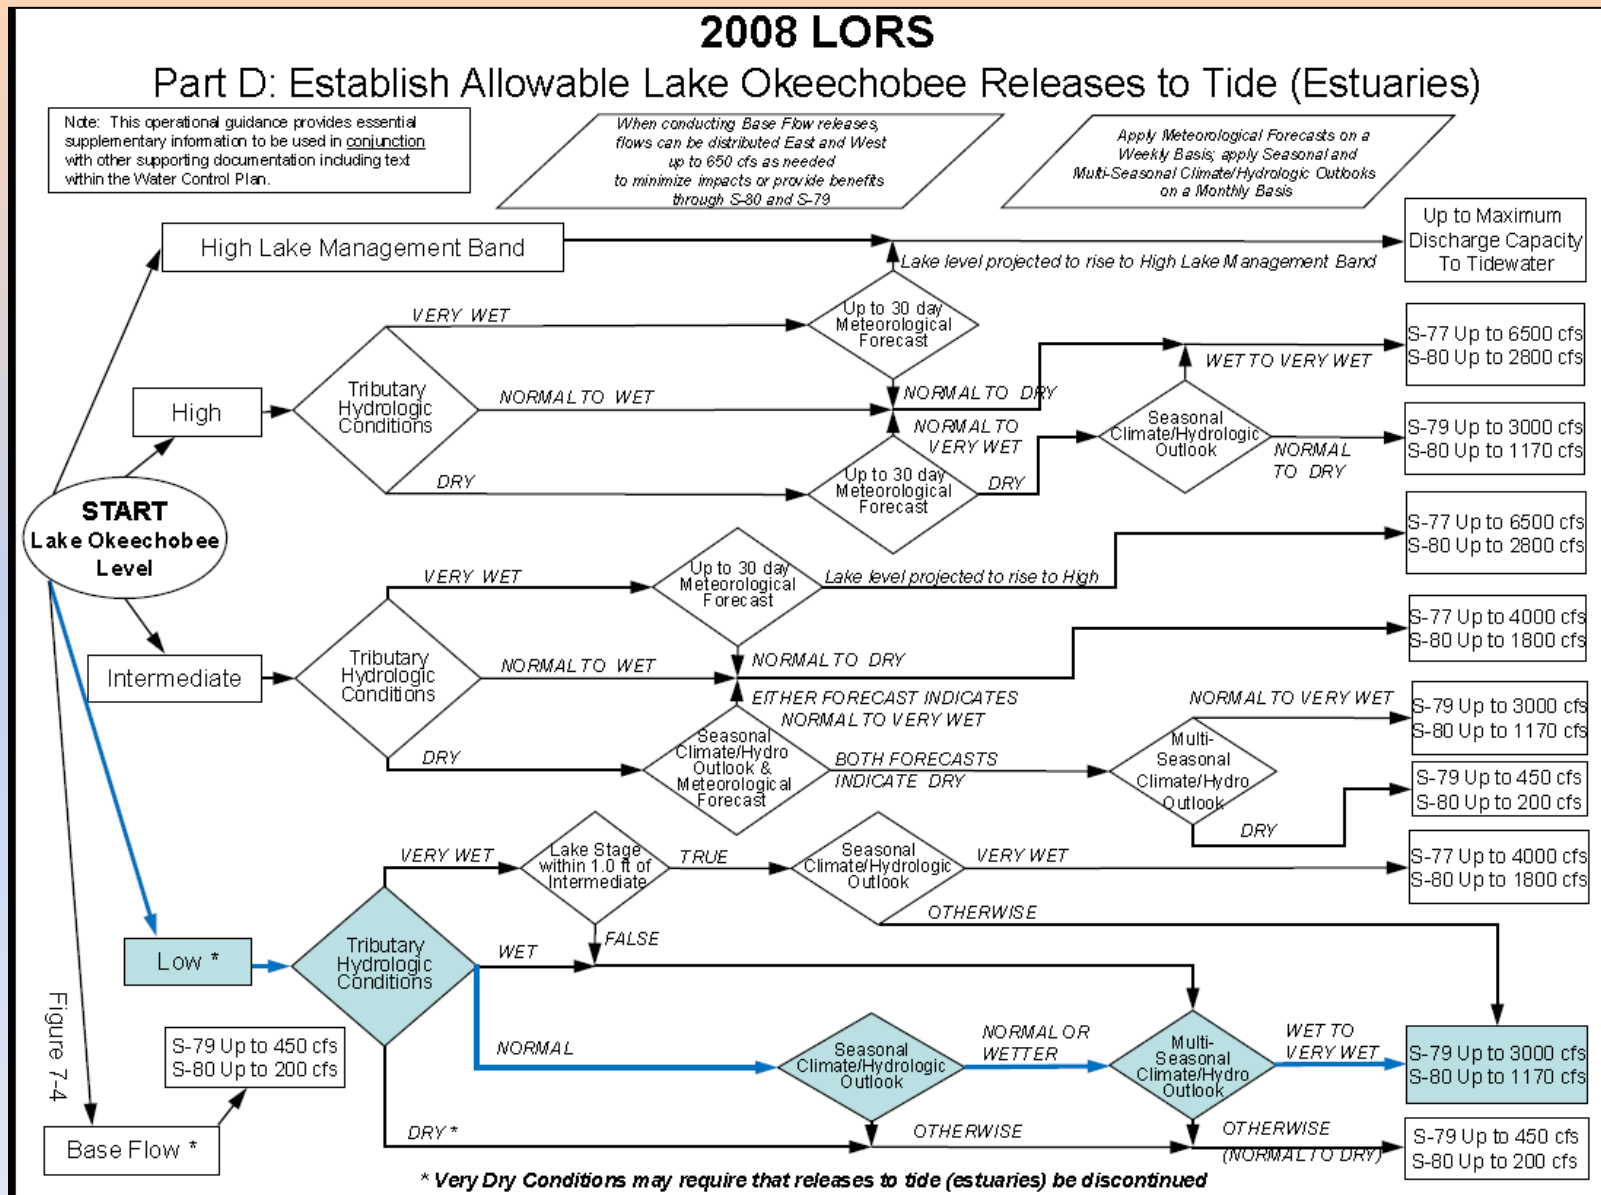 2008 LORS
Part D: Establish Allowable Lake Okeechobee Releases to Tide (Estuaries)
Note: This operational guidance provides essential
supplementary information to be used in conjunction
with other supporting documentation including text
within the Water Control Plan.
When conducting Base Flow releases,
flows can be distributed East and West
up to 650 cfs as needed
to minimize impacts or provide benefits
through S-80 and S-79
Apply Meteorological Forecasts on a
Weekly Basis; apply Seasonal and
Multi-Seasonal Climate/Hydrologic Outlooks
on a Monthly Basis
High Lake Management Band
Lake level projected to rise to High Lake Management Band
Up to Maximum
Discharge Capacity
To Tidewater
VERY WET
Up to 30 day
Meteorological
Forecast
S-77 Up to 6500 cfs
S-80 Up to 2800 cfs
WET TO VERY WET
High
Tributary
Hydrologic
Conditions
NORMAL TO WET
NORMAL TO DRY
NORMAL TO
VERY WET
Seasonal
Climate/Hydrologic
Outlook
NORMAL
TO DRY
S-79 Up to 3000 cfs
S-80 Up to 1170 cfs
DRY
Up to 30 day
Meteorological
Forecast
DRY
START
Lake Okeechobee
Level
VERY WET
Up to 30 day
Meteorological
Forecast
Lake level projected to rise to High
S-77 Up to 6500 cfs
S-80 Up to 2800 cfs
Intermediate
Tributary
Hydrologic
Conditions
NORMAL TO WET
NORMAL TO DRY
S-77 Up to 4000 cfs
S-80 Up to 1800 cfs
EITHER FORECAST INDICATES
NORMAL TO VERY WET
DRY
Seasonal
Climate/Hydro
Outlook &
Meteorological
Forecast
BOTH FORECASTS
INDICATE DRY
Multi-
Seasonal
Climate/Hydro
Outlook
NORMAL TO VERY WET
S-79 Up to 3000 cfs
S-80 Up to 1170 cfs
DRY
S-79 Up to 450 cfs
S-80 Up to 200 cfs
VERY WET
Lake Stage
within 1.0 ft of
Intermediate
TRUE
Seasonal
Climate/Hydrologic
Outlook
VERY WET
S-77 Up to 4000 cfs
S-80 Up to 1800 cfs
OTHERWISE
FALSE
Low *
Tributary
Hydrologic
Conditions
WET
NORMAL
Seasonal
Climate/Hydrologic
Outlook
NORMAL OR
WETTER
Multi-
Seasonal
Climate/Hydro
Outlook
WET TO
VERY WET
S-79 Up to 3000 cfs
S-80 Up to 1170 cfs
Figure 7-4
S-79 Up to 450 cfs
S-80 Up to 200 cfs
Base Flow *
DRY *
OTHERWISE
OTHERWISE
(NORMAL TO DRY)
S-79 Up to 450 cfs
S-80 Up to 200 cfs
* Very Dry Conditions may require that releases to tide (estuaries) be discontinued